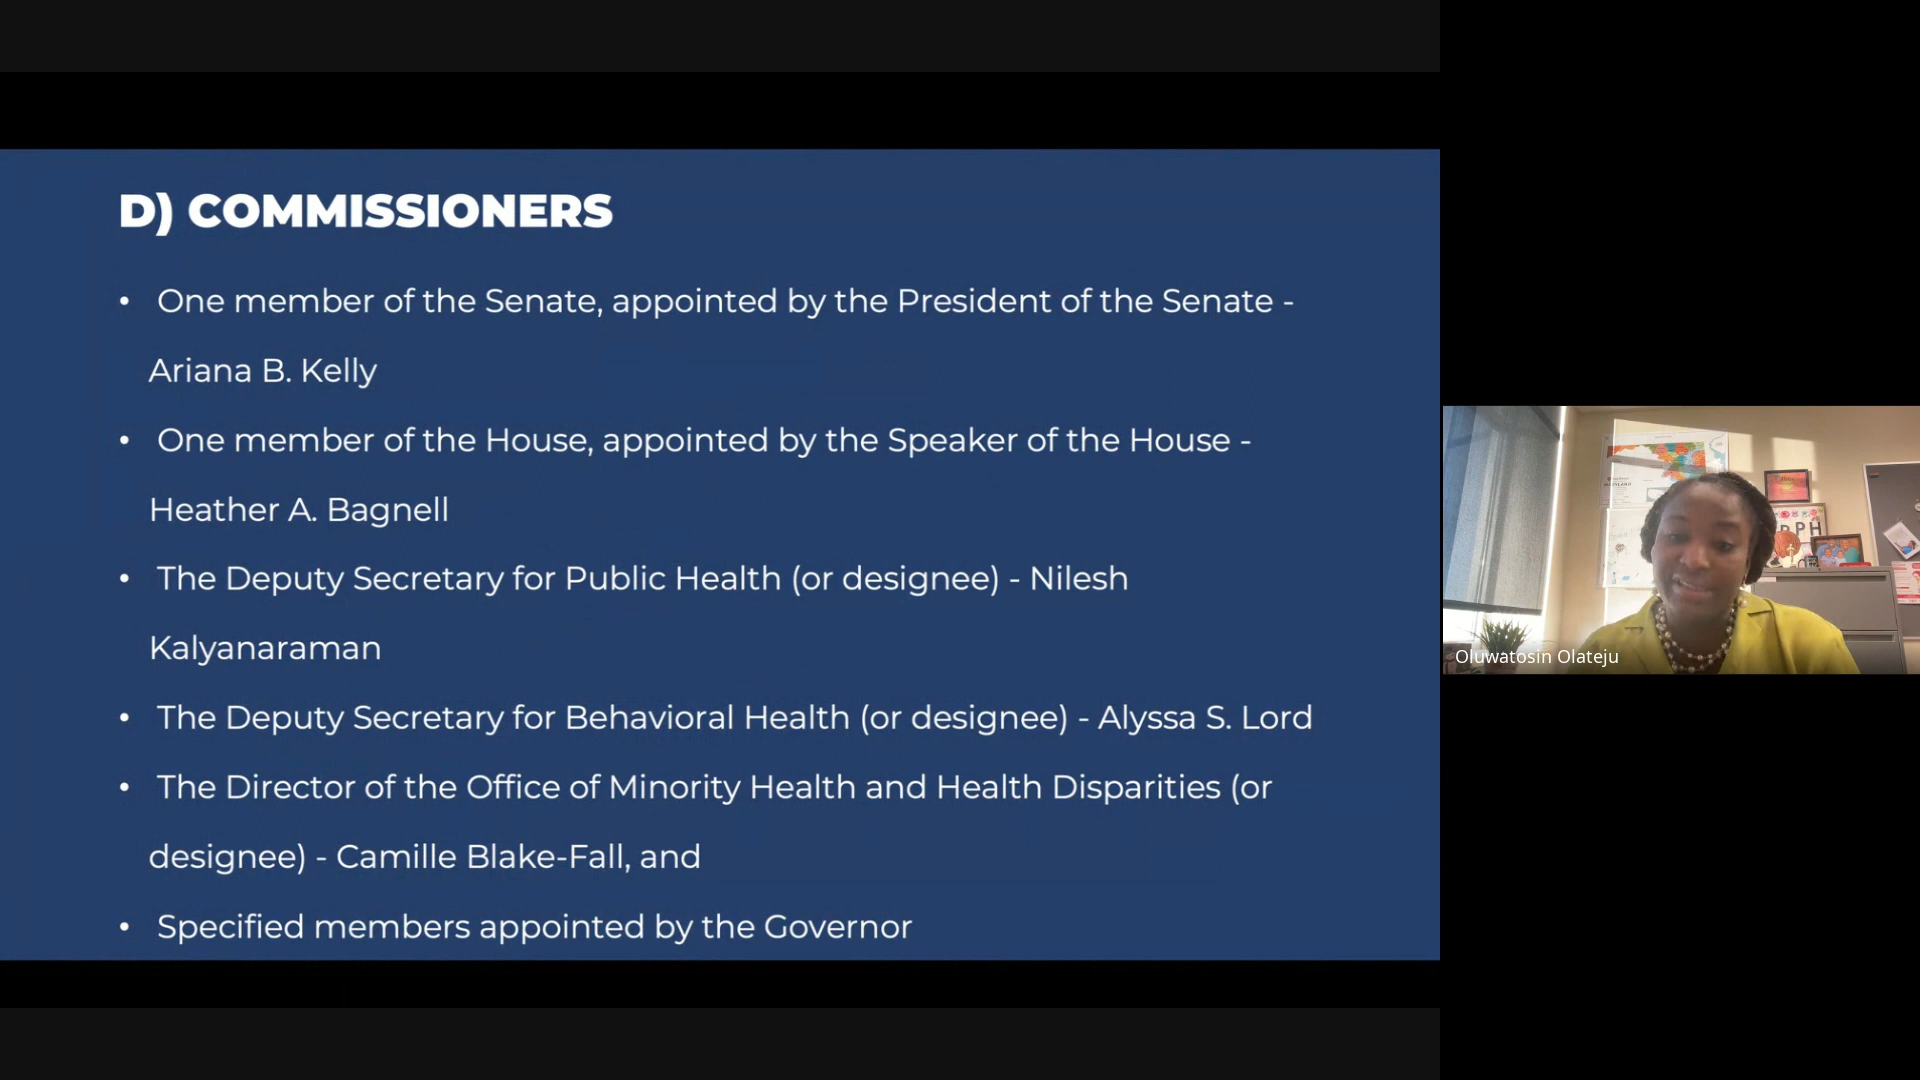 D) COMMISSIONERS
• One member of the Senate, appointed by the President of the Senate -
Ariana B. Kelly
• One member of the House, appointed by the Speaker of the House -
Heather A. Bagnell
• The Deputy Secretary for Public Health (or designee) - Nilesh
Kalyanaraman
• The Deputy Secretary for Behavioral Health (or designee) - Alyssa S. Lord
• The Director of the Office of Minority Health and Health Disparities (or
designee) - Camille Blake-Fall, and
• Specified members appointed by the Governor
Oluwatosin Olateju